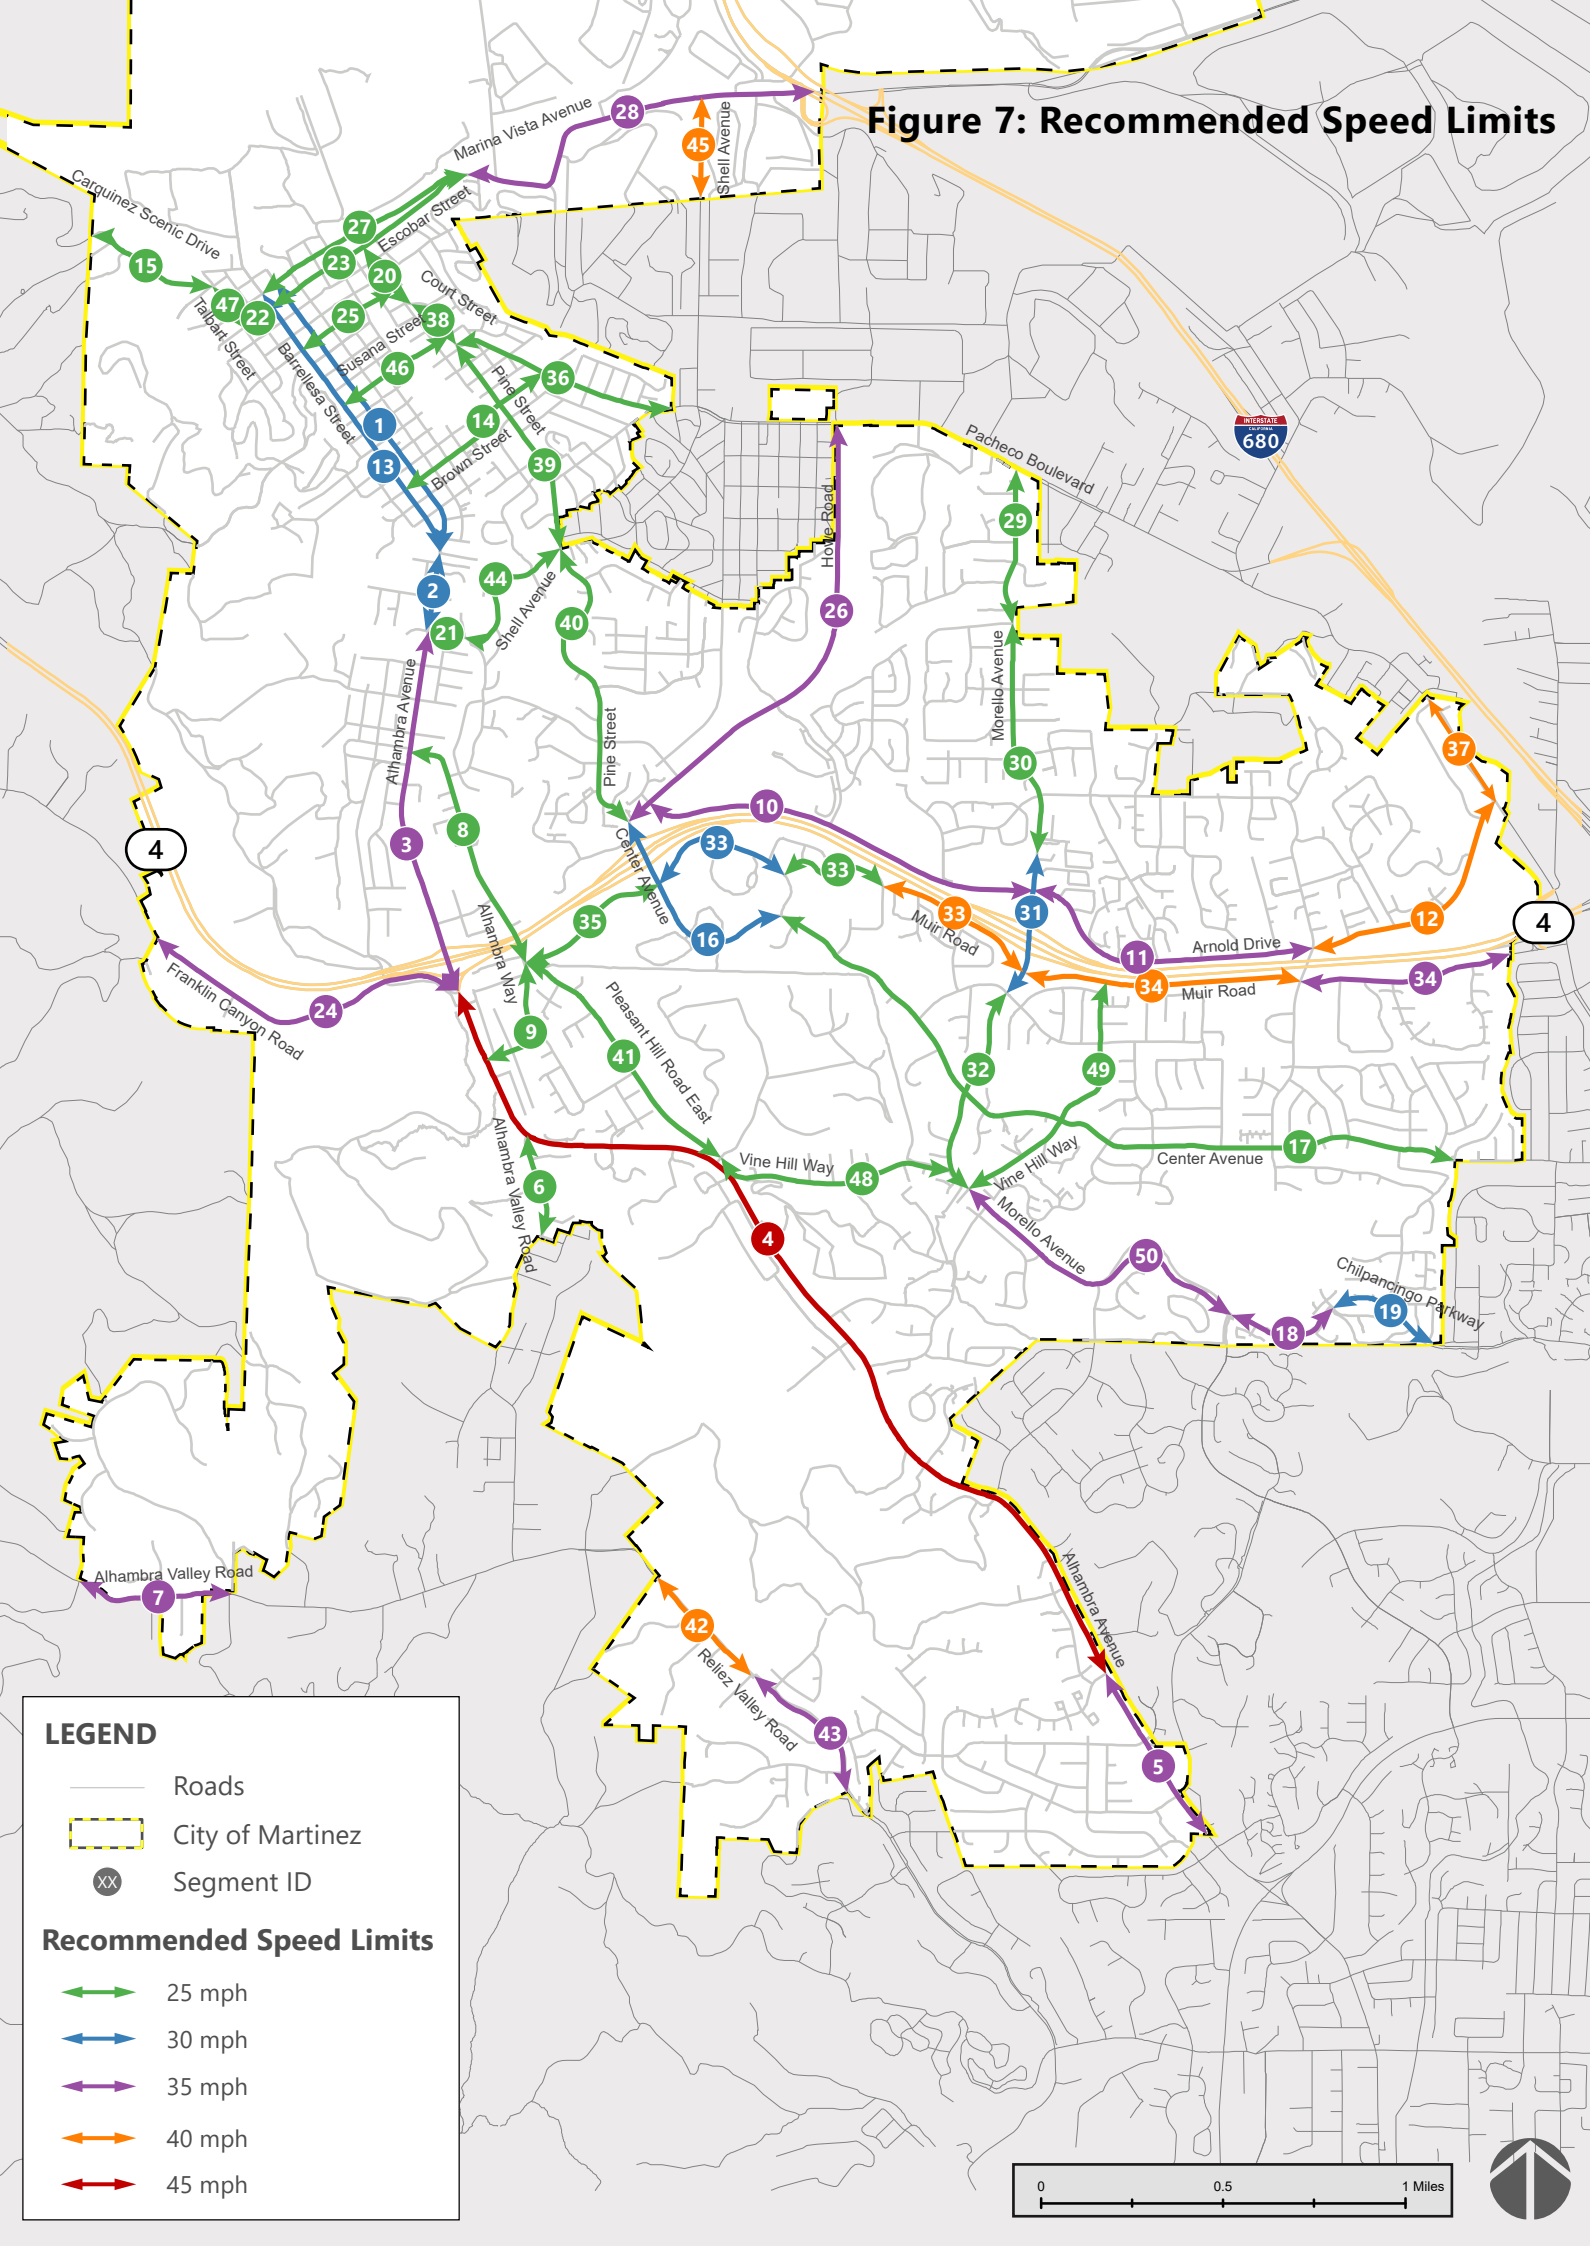 Figure 7: Recommended Speed Limits
Marina Vista Avenue
28
45
Shell Avenue
Carquinez Scenic Drive
15
27
Escobar Street
23
20
Court Street
47
22
25
38
Talbart Street
Susana Street
46
36
Barrellesa Street
Pine Street
1
14
13
Brown Street
39
INTERSTATE
CALIFORNIA
680
Pacheco Boulevard
29
Howe Road
44
2
21
Shell Avenue
40
26
Morello Avenue
Alhambra Avenue
Pine Street
30
37
10
8
3
4
Center Avenue
33
33
33
Muir Road
31
12
4
35
16
Alhambra Way
11
Arnold Drive
34
Muir Road
34
Franklin Canyon Road
24
9
41
Pleasant Hill Road East
32
49
17
Center Avenue
Alhambra Valley Road
6
Vine Hill Way
48
Vine Hill Way
4
Morello Avenue
50
Chilpancingo Parkway
18
19
Alhambra Valley Road
7
Alhambra Avenue
42
Reliez Valley Road
43
5
LEGEND
Roads
City of Martinez
XX
Segment ID
Recommended Speed Limits
25 mph
30 mph
35 mph
40 mph
45 mph
0
0.5
1 Miles